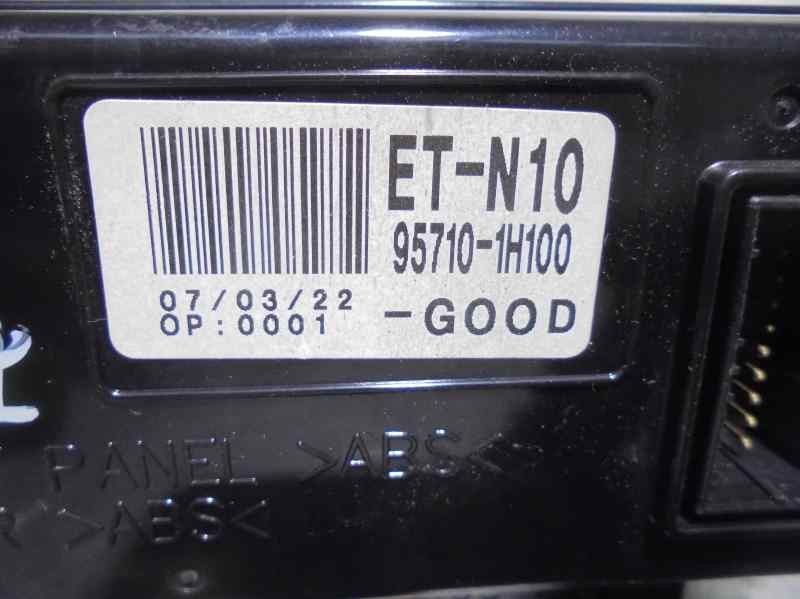 ET-N10
95710-1H100
07/03/22
OP:0001
-GOOD
PANEL >ABS<
R >ABS<